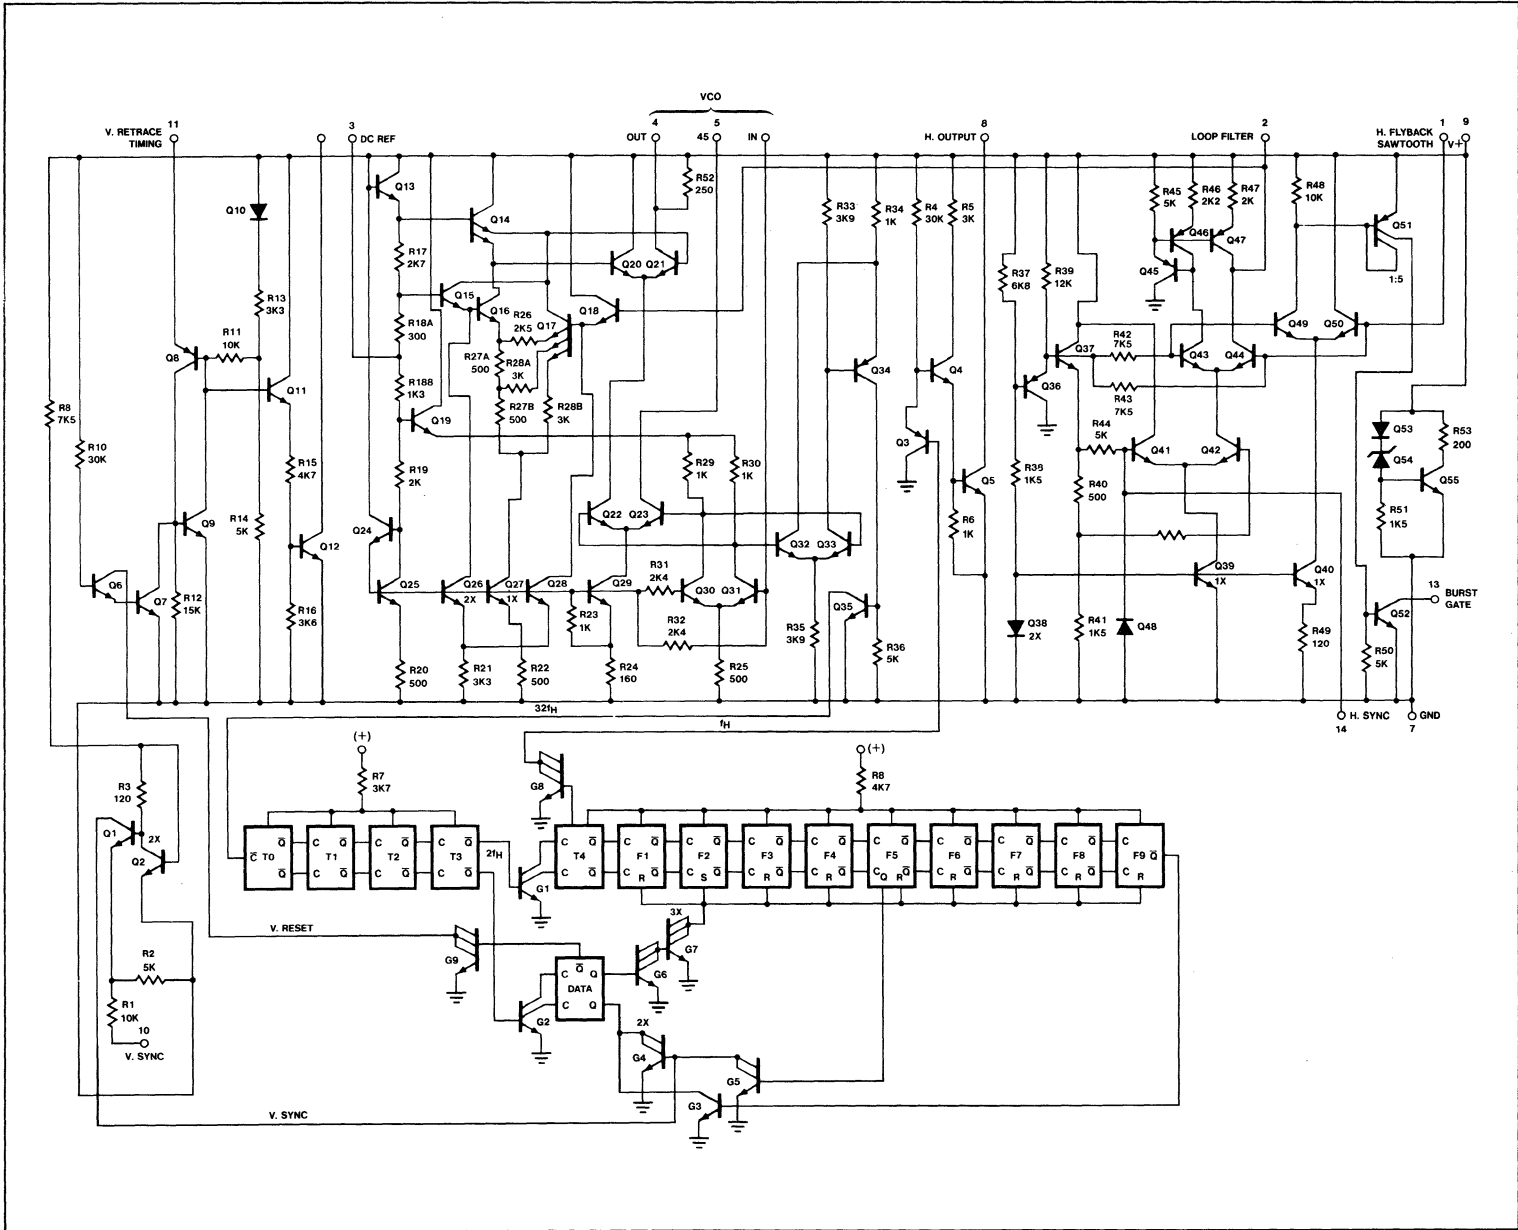 VCO
V. RETRACE
TIMING
11
3
DC REF
OUT
4
5
45
IN
8
H. OUTPUT
2
LOOP FILTER
1
9
H. FLYBACK
SAWTOOTH
V+
Q13
R52
250
R33
3K9
R34
1K
R4
30K
R5
3K
R45
5K
R46
2K2
R47
2K
R48
10K
Q51
Q10
Q14
Q46
Q47
R17
2K7
Q20
Q21
R37
6K8
R39
12K
Q45
1:5
R13
3K3
Q15
Q16
R26
2K5
Q17
Q18
R11
10K
R18A
300
Q49
Q50
R42
7K5
Q8
R27A
500
R28A
3K
Q34
Q4
Q37
Q43
Q44
Q11
R188
1K3
Q36
R43
7K5
R8
7K5
Q19
R27B
500
R28B
3K
R10
30K
Q3
R44
5K
Q41
Q42
Q53
R53
200
Q54
R15
4K7
R19
2K
R29
1K
R30
1K
R38
1K5
Q5
R40
500
Q55
R14
5K
Q9
Q24
Q22
Q23
R6
1K
R51
1K5
Q12
Q32
Q33
Q6
Q7
R12
15K
Q25
Q26
2X
Q27
1X
Q28
Q29
R31
2K4
Q30
Q31
Q39
1X
Q40
1X
13
BURST
GATE
R16
3K6
R23
1K
R32
2K4
Q35
R35
3K9
R36
5K
Q38
2X
R41
1K5
Q48
R49
120
Q52
R20
500
R21
3K3
R22
500
R24
160
R25
500
R50
5K
32fH
fH
H. SYNC
14
GND
7
(+)
(+)
R3
120
R7
3K7
G8
R8
4K7
Q1
2X
Q2
C̅ T0 Q̅ Q̅
C T1 Q̅ C Q̅
C T2 Q̅ C Q̅
C T3 Q̅ C Q̅
2fH
G1
C T4 Q̅ C Q̅
C F1 Q̅ C R Q̅
C F2 Q̅ C S Q̅
C F3 Q̅ C R Q̅
C F4 Q̅ C R Q̅
C F5 Q̅ C Q R Q̅
C F6 Q̅ C R Q̅
C F7 Q̅ C R Q̅
C F8 Q̅ C R Q̅
C F9 Q̅ C R
3X
V. RESET
G9
R2
5K
Q̅
C Q
DATA
C Q
G6
G7
R1
10K
10
V. SYNC
G2
2X
G4
G5
G3
V. SYNC